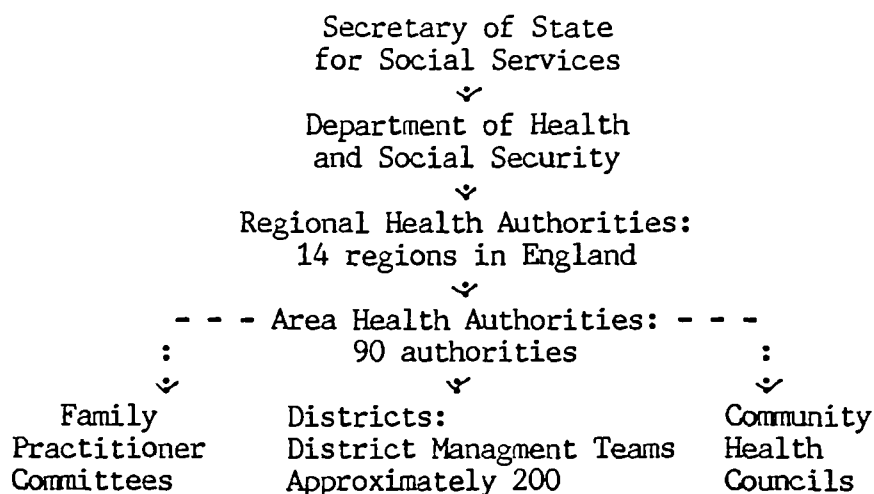 Secretary of State
for Social Services
Department of Health
and Social Security
Regional Health Authorities:
14 regions in England
- - - Area Health Authorities: - - -
: 90 authorities :
Family Districts: Community
Practitioner District Managment Teams Health
Committees Approximately 200 Councils